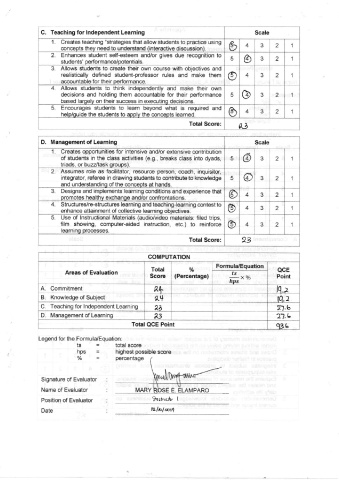 C. Teaching for Independent Learning Scale
1. Creates teaching "strategies that allow students to practice using concepts they need to understand (interactive discussion). 5 4 3 2 1
2. Enhances student self-esteem and/or gives due recognition to students' performance/potentials. 5 4 3 2 1
3. Allows students to create their own course with objectives and realistically defined student-professor rules and make them accountable for their performance. 5 4 3 2 1
4. Allows students to think independently and make their own decisions and holding them accountable for their performance based largely on their success in executing decisions. 5 4 3 2 1
5. Encourages students to learn beyond what is required and help/guide the students to apply the concepts learned. 5 4 3 2 1
Total Score: 23
D. Management of Learning Scale
1. Creates opportunities for intensive and/or extensive contribution of students in the class activities (e.g., breaks class into dyads, triads, or buzz/task groups). 5 4 3 2 1
2. Assumes role as facilitator, resource person, coach, inquisitor, integrator, referee in drawing students to contribute to knowledge and understanding of the concepts at hands. 5 4 3 2 1
3. Designs and implements learning conditions and experience that promotes healthy exchange and/or confrontations. 5 4 3 2 1
4. Structures/re-structures learning and teaching-learning context to enhance attainment of collective learning objectives. 5 4 3 2 1
5. Use of Instructional Materials (audio/video materials: filed trips, film showing, computer-aided instruction, etc.) to reinforce learning processes. 5 4 3 2 1
Total Score: 23
COMPUTATION
Areas of Evaluation Total Score % (Percentage) Formula/Equation ts/hps x % QCE Point
A. Commitment 24 19.2
B. Knowledge of Subject 24 19.2
C. Teaching for Independent Learning 23 27.6
D. Management of Learning 23 27.6
Total QCE Point 93.6
Legend for the Formula/Equation:
ts = total score
hps = highest possible score
% = percentage
Signature of Evaluator :
Name of Evaluator : MARY ROSE E. ELAMPARO
Position of Evaluator :
Date :